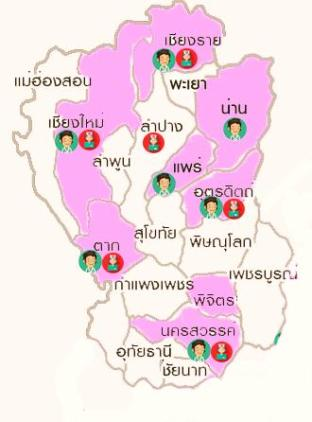 เชียงราย
แม่ฮ่องสอน
พะเยา
น่าน
เชียงใหม่
ลำปาง
ลำพูน
แพร่
อุตรดิตถ์
สุโขทัย
พิษณุโลก
ตาก
กำแพงเพชร
เพชรบูรณ์
พิจิตร
นครสวรรค์
อุทัยธานี
ชัยนาท